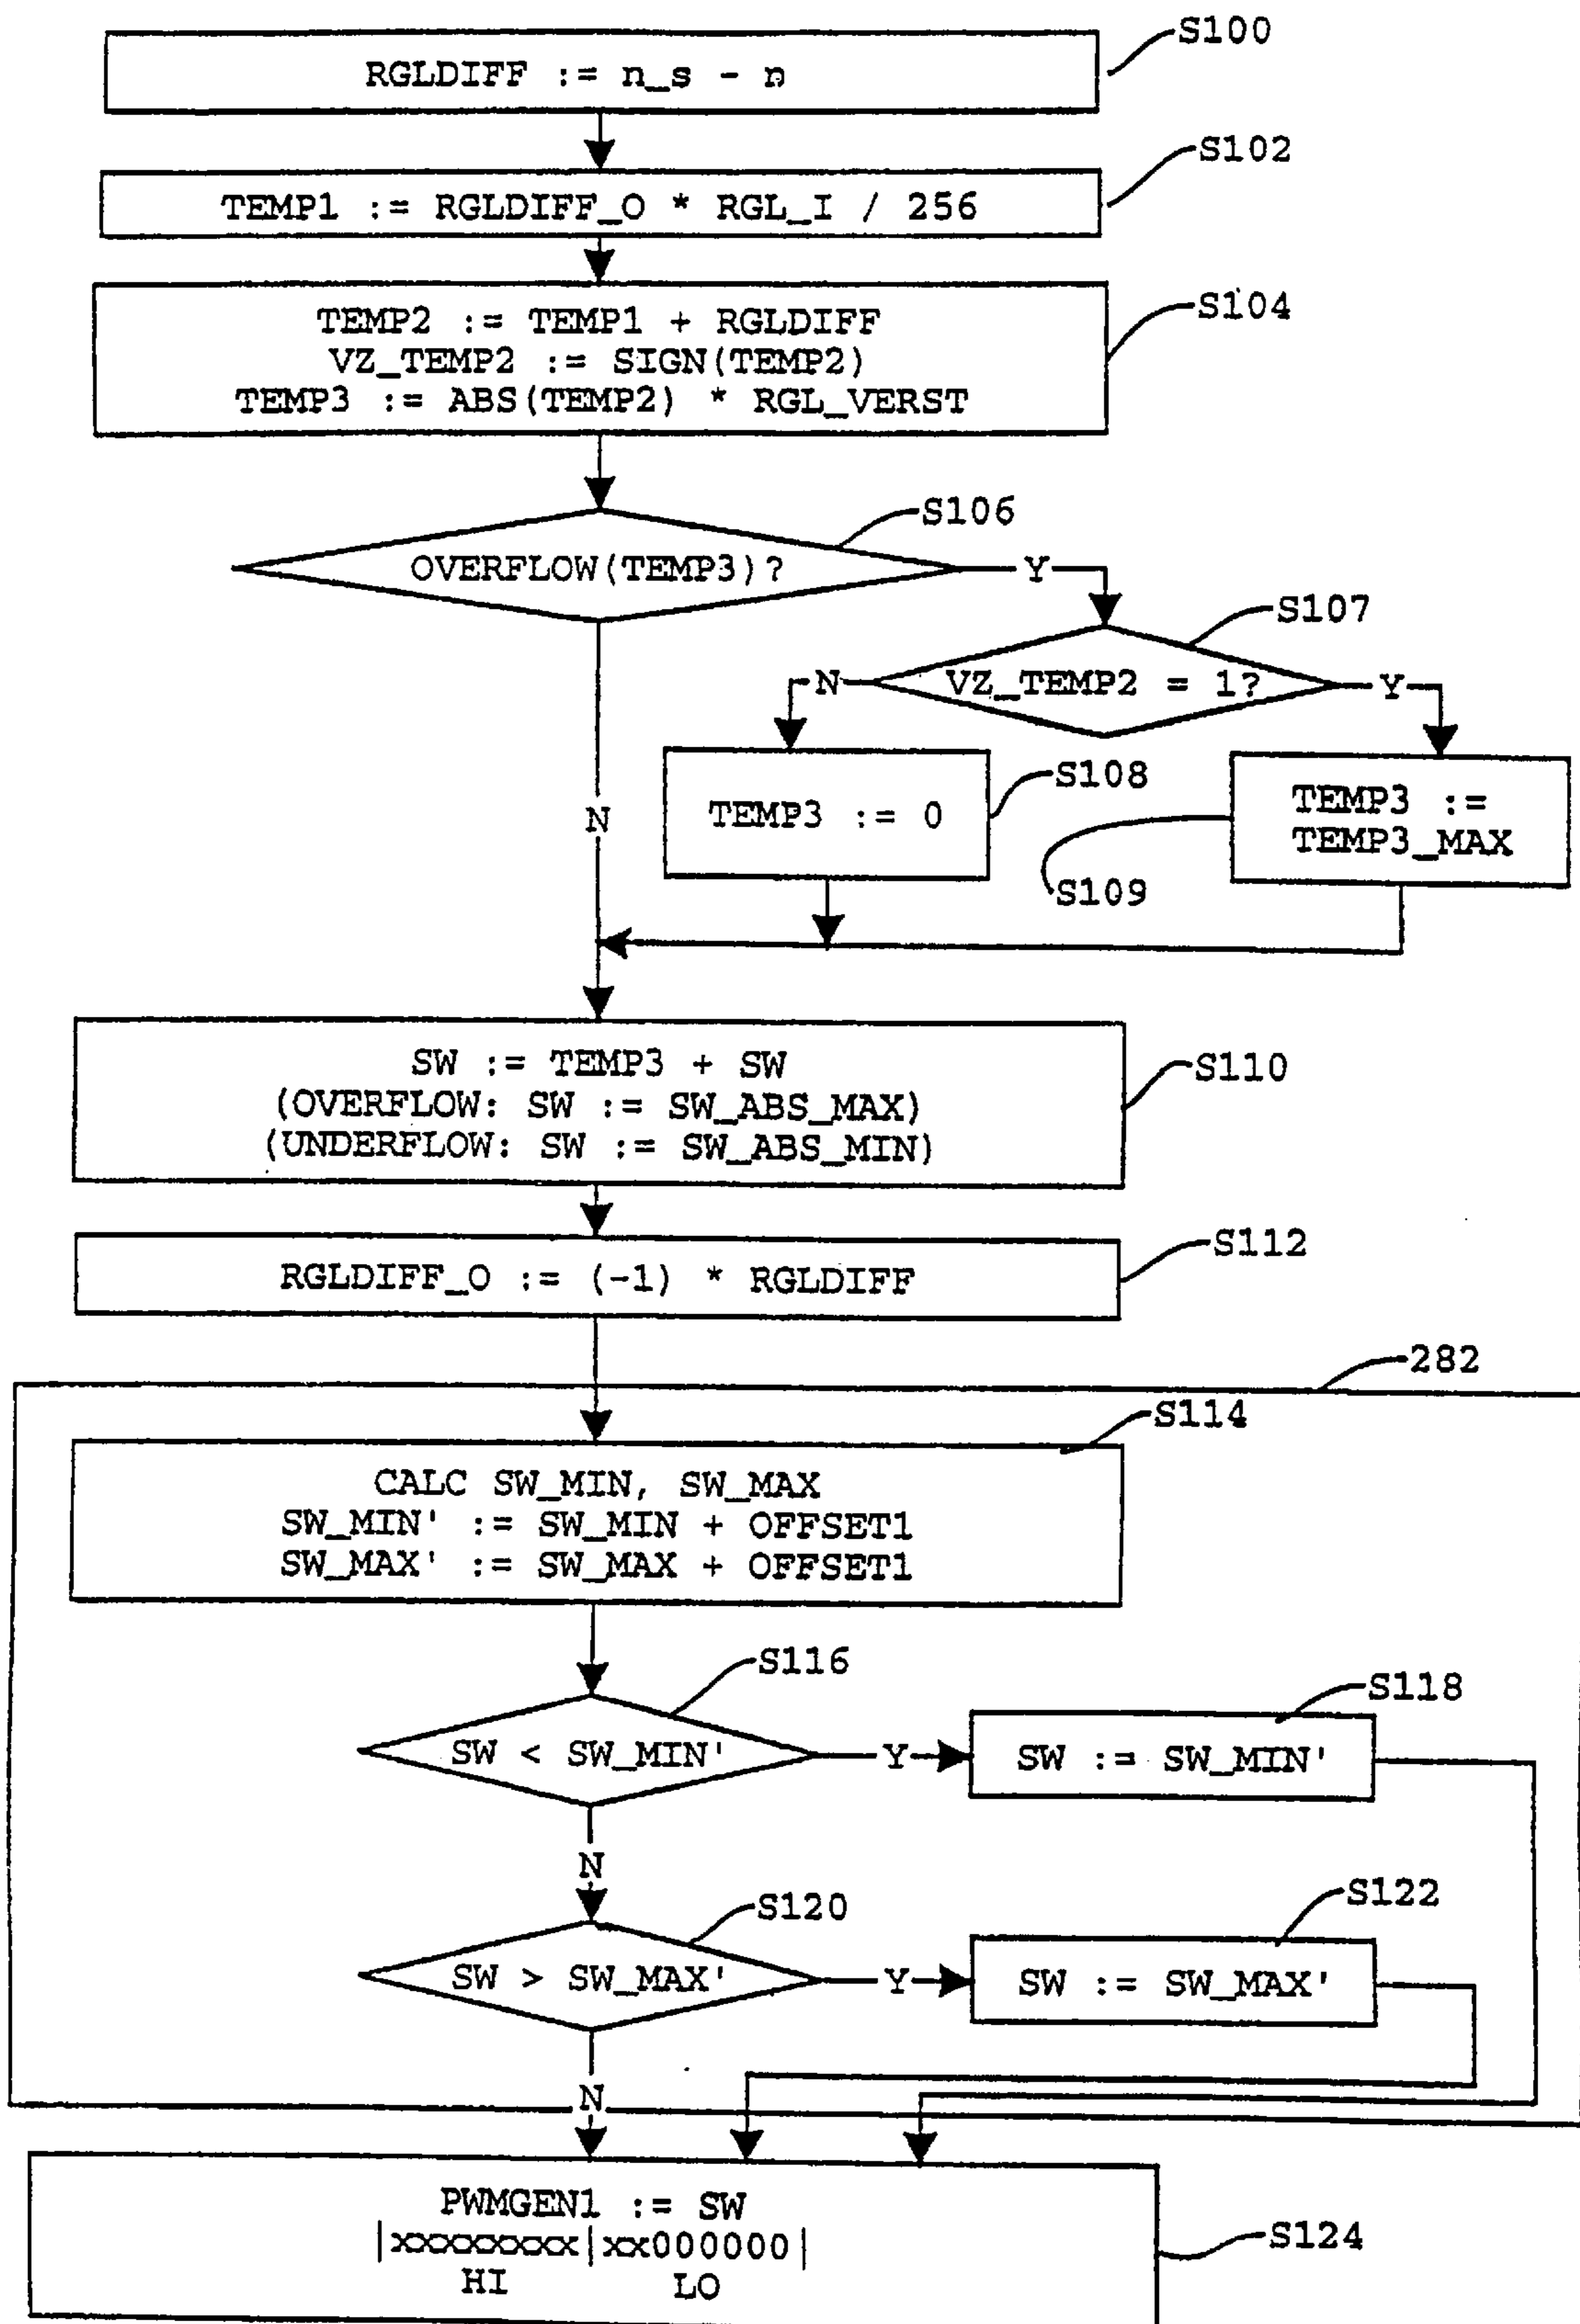 S100
RGLDIFF := n_s - n
S102
TEMP1 := RGLDIFF_O * RGL_I / 256
S104
TEMP2 := TEMP1 + RGLDIFF
VZ_TEMP2 := SIGN(TEMP2)
TEMP3 := ABS(TEMP2) * RGL_VERST
S106
OVERFLOW(TEMP3)?
Y
S107
VZ_TEMP2 = 1?
N
Y
S108
TEMP3 := 0
TEMP3 :=
TEMP3_MAX
N
S109
SW := TEMP3 + SW
(OVERFLOW: SW := SW_ABS_MAX)
(UNDERFLOW: SW := SW_ABS_MIN)
S110
S112
RGLDIFF_O := (-1) * RGLDIFF
282
S114
CALC SW_MIN, SW_MAX
SW_MIN' := SW_MIN + OFFSET1
SW_MAX' := SW_MAX + OFFSET1
S116
S118
SW < SW_MIN'
Y
SW := SW_MIN'
N
S120
S122
SW > SW_MAX'
Y
SW := SW_MAX'
N
PWMGEN1 := SW
|xxxxxxxx|xx000000|
HI LO
S124